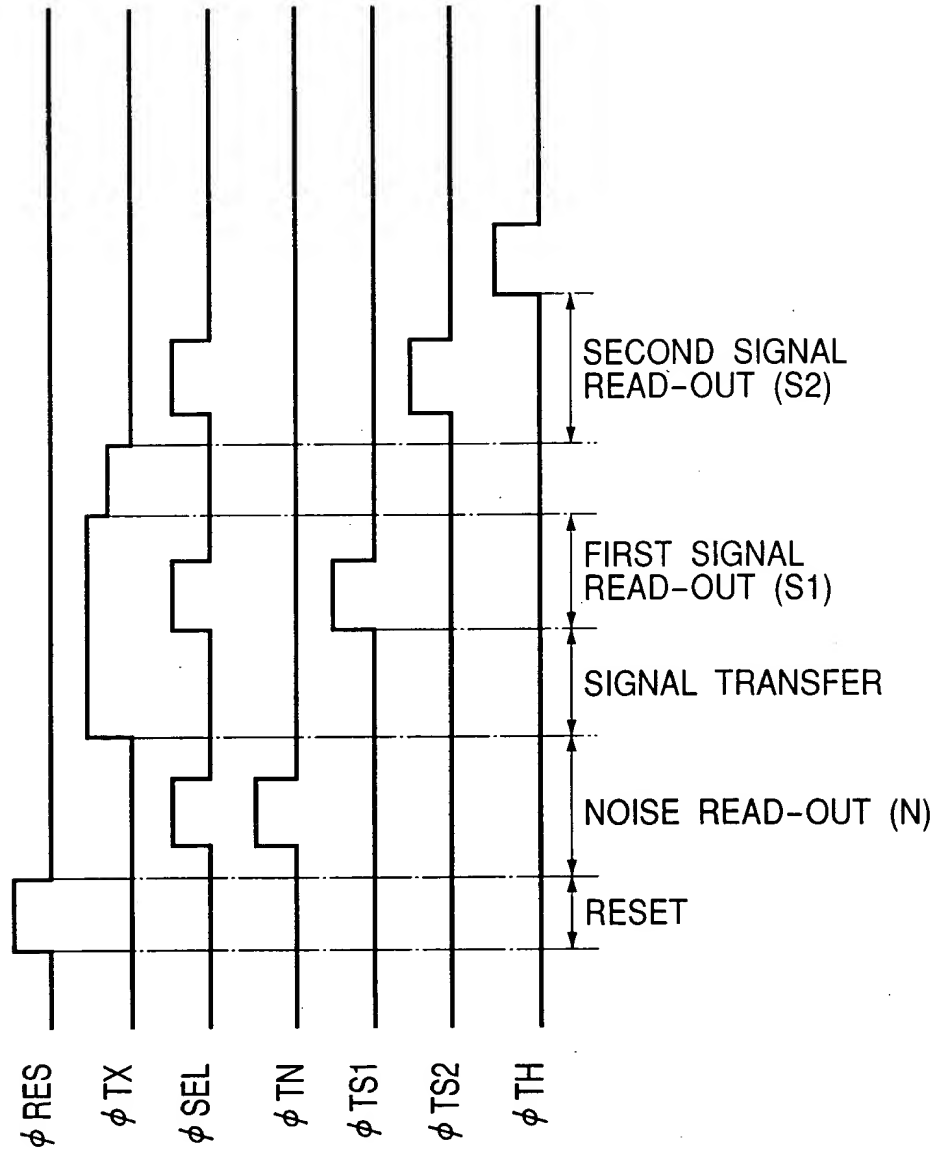 SECOND SIGNAL
READ-OUT (S2)
FIRST SIGNAL
READ-OUT (S1)
SIGNAL TRANSFER
NOISE READ-OUT (N)
RESET
ϕ RES
ϕ TX
ϕ SEL
ϕ TN
ϕ TS1
ϕ TS2
ϕ TH